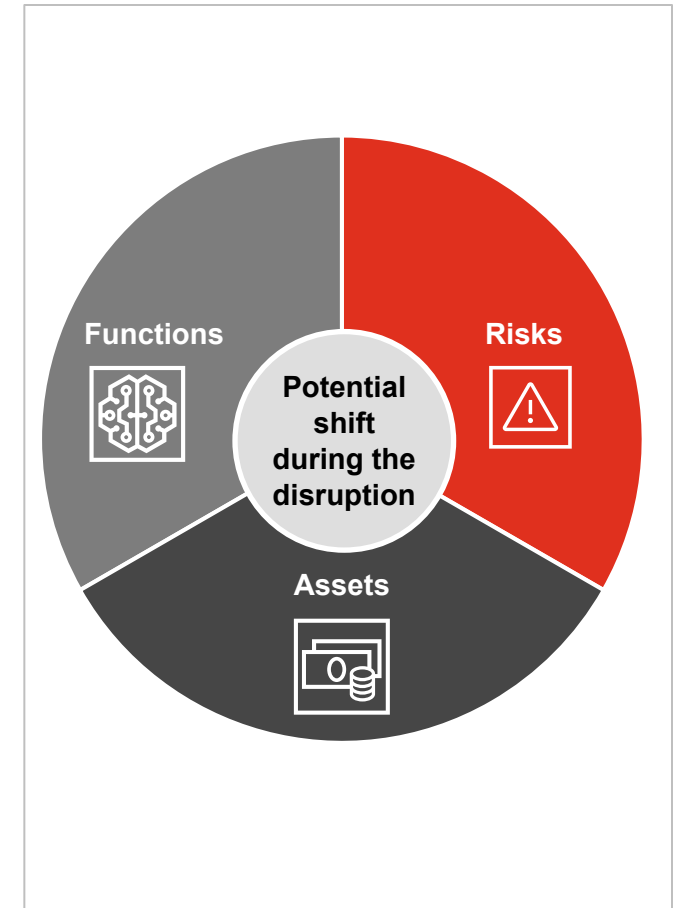 Functions
Risks
Potential
shift
during the
disruption
Assets